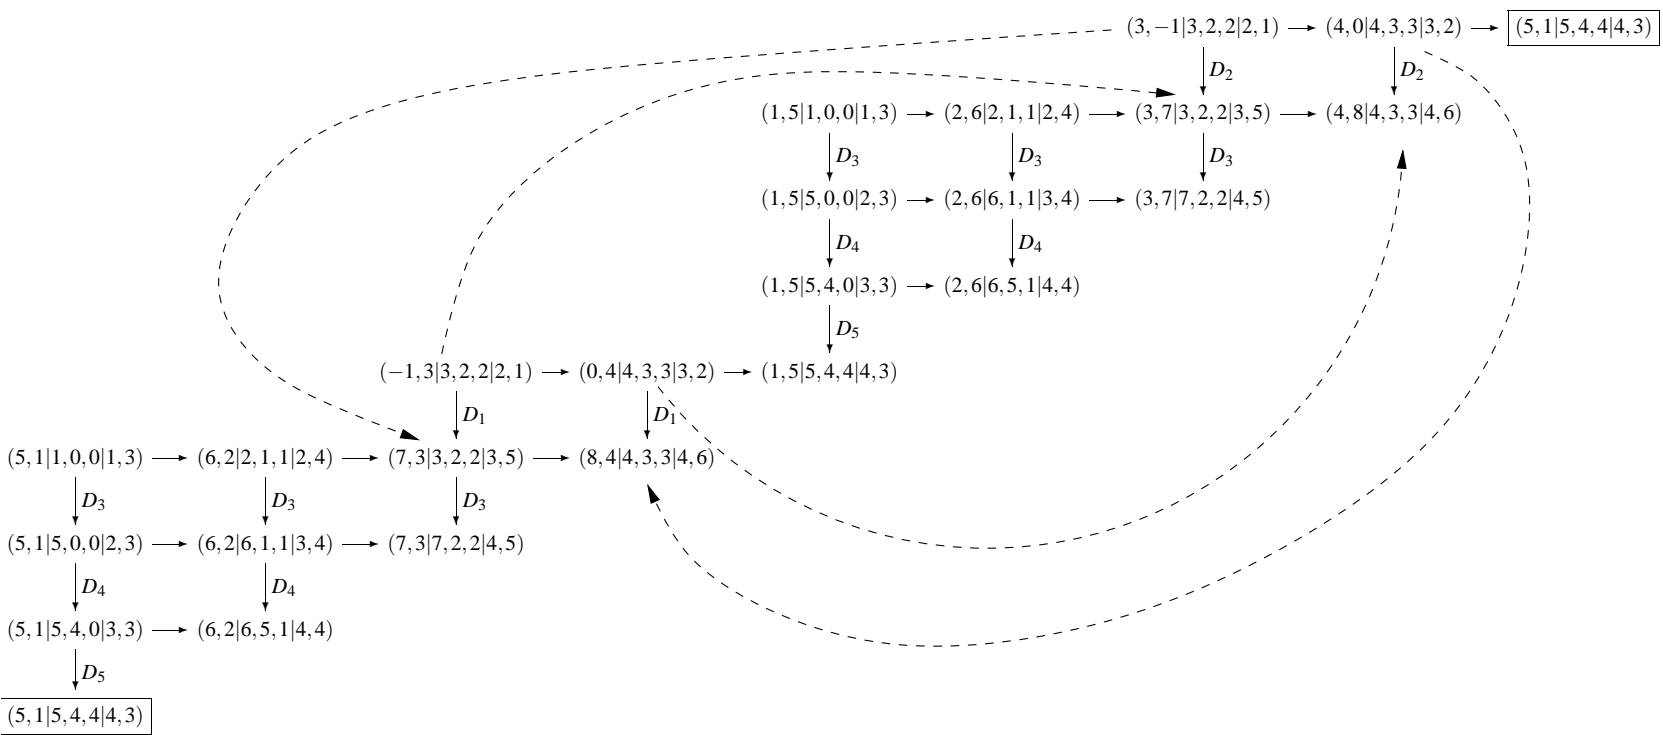 (3,−1|3,2,2|2,1) (4,0|4,3,3|3,2) (5,1|5,4,4|4,3)
D2 D2
(1,5|1,0,0|1,3) (2,6|2,1,1|2,4) (3,7|3,2,2|3,5) (4,8|4,3,3|4,6)
D3 D3 D3
(1,5|5,0,0|2,3) (2,6|6,1,1|3,4) (3,7|7,2,2|4,5)
D4 D4
(1,5|5,4,0|3,3) (2,6|6,5,1|4,4)
D5
(−1,3|3,2,2|2,1) (0,4|4,3,3|3,2) (1,5|5,4,4|4,3)
D1 D1
(5,1|1,0,0|1,3) (6,2|2,1,1|2,4) (7,3|3,2,2|3,5) (8,4|4,3,3|4,6)
D3 D3 D3
(5,1|5,0,0|2,3) (6,2|6,1,1|3,4) (7,3|7,2,2|4,5)
D4 D4
(5,1|5,4,0|3,3) (6,2|6,5,1|4,4)
D5
(5,1|5,4,4|4,3)